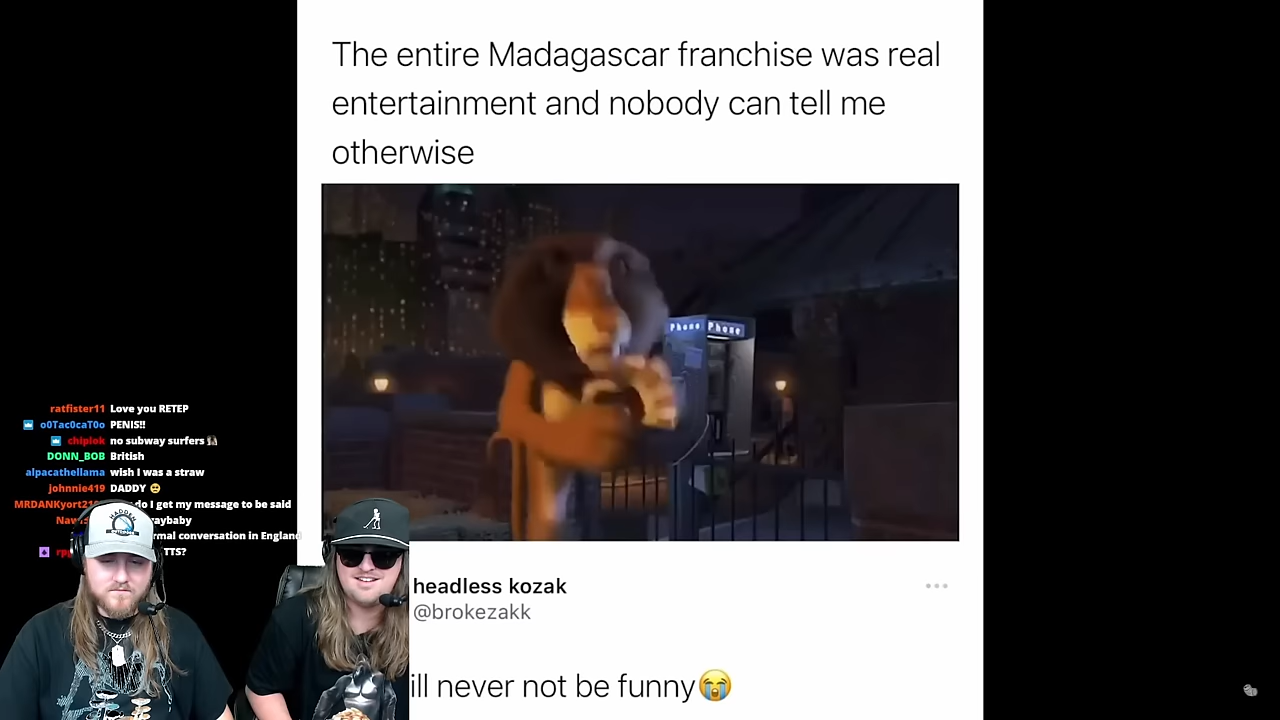 The entire Madagascar franchise was real
entertainment and nobody can tell me
otherwise
Phone Phone
ratfister11 Love you RETEP
o0Tac0caT0o PENIS!!
chiplok no subway surfers
DONN_BOB British
alpacathellama wish I was a straw
johnnie419 DADDY
MRDANKyort21 do I get my message to be said
Naw
rmal conversation in England
TTS?
headless kozak
@brokezakk
ill never not be funny😭